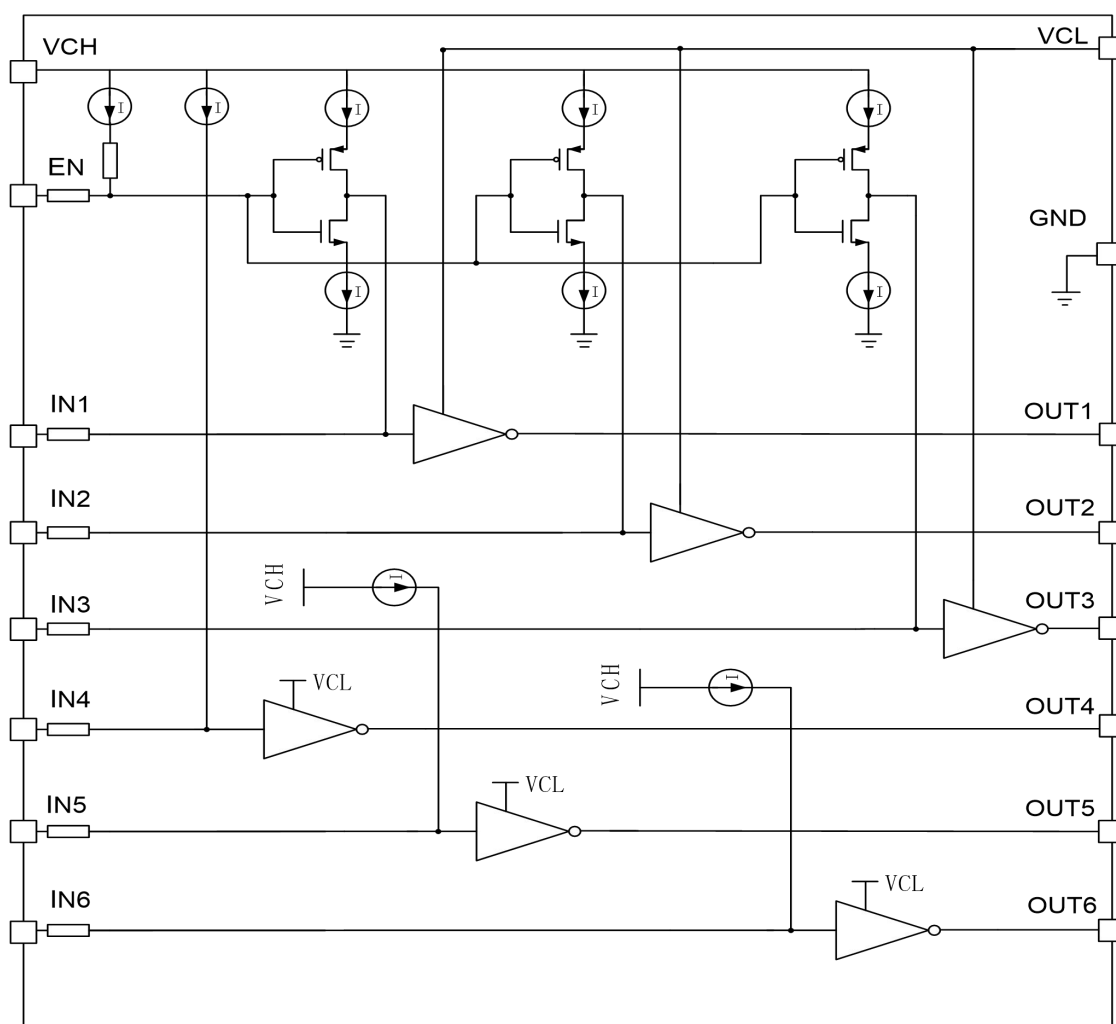 VCH
VCL
I
I
I
I
I
EN
GND
I
I
I
IN1
OUT1
IN2
OUT2
VCH
I
IN3
OUT3
VCH
I
VCL
IN4
OUT4
VCL
IN5
OUT5
VCL
IN6
OUT6